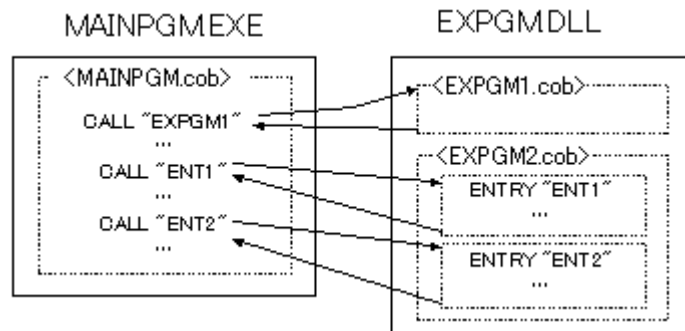 MAINPGM.EXE
<MAINPGM.cob>
CALL "EXPGM1"
...
CALL "ENT1"
...
CALL "ENT2"
...
EXPGM.DLL
<EXPGM1.cob>
<EXPGM2.cob>
ENTRY "ENT1"
...
ENTRY "ENT2"
...